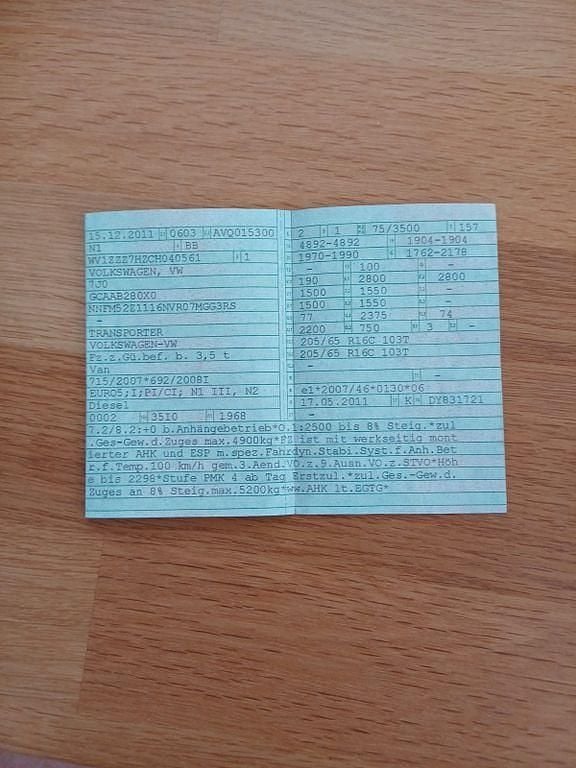 15.12.2011 0603 AVQ015300
N1 BB
WV1ZZZ7HZCH040561 1
VOLKSWAGEN, VW
7J0
GCAAB280X0
NNFM52Z1116NVR07MGG3RS
-
TRANSPORTER
VOLKSWAGEN-VW
Fz.z.Gü.bef. b. 3,5 t
Van
715/2007*692/2008I
EURO5;I;PI/CI; N1 III, N2
Diesel
0002 35I0 1968
2 1 75/3500 157
4892-4892 1904-1904
1970-1990 1762-2178
- 100 -
190 2800 2800
1500 1550 -
1500 1550 -
77 2375 74
2200 750 3 -
205/65 R16C 103T
205/65 R16C 103T
-
- -
e1*2007/46*0130*06
17.05.2011 K DY831721
-
7.2/8.2:+0 b.Anhängebetrieb*O.1:2500 bis 8% Steig.*zul
.Ges-Gew.d.Zuges max.4900kg*FZ ist mit werkseitig mont
ierter AHK und ESP m.spez.Fahrdyn.Stabi.Syst.f.Anh.Bet
r.f.Temp.100 km/h gem.3.Aend.VO.z.9.Ausn.VO.z.STVO*Höh
e bis 2298*Stufe PMK 4 ab Tag Erstzul.*zul.Ges.-Gew.d.
Zuges an 8% Steig.max.5200kg*ww.AHK lt.EGTG*